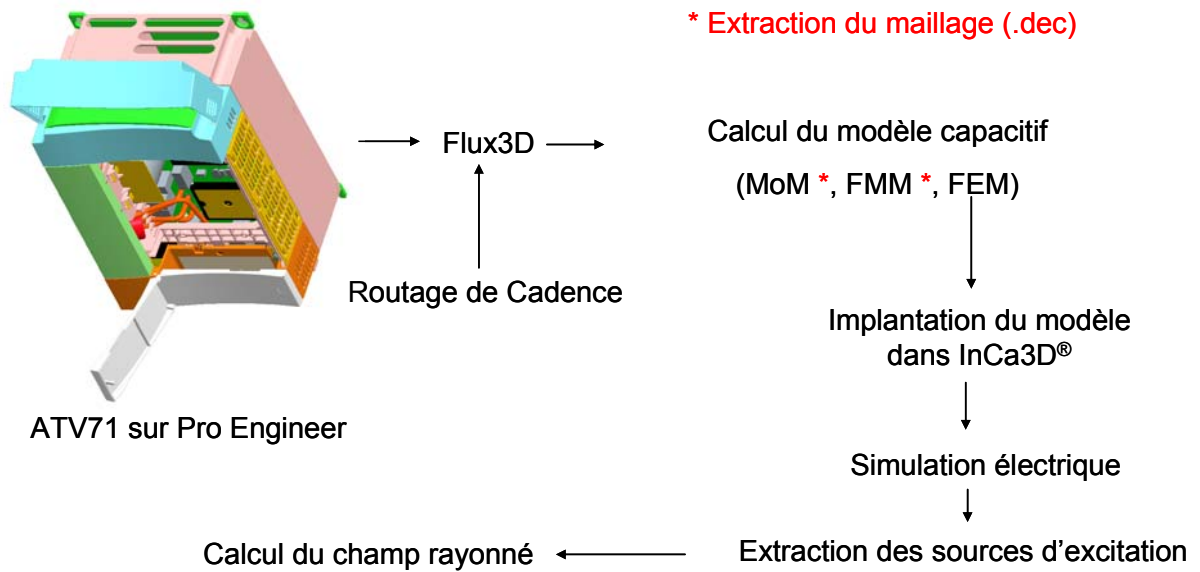 * Extraction du maillage (.dec)
Flux3D
Calcul du modèle capacitif
(MoM *, FMM *, FEM)
Routage de Cadence
Implantation du modèle
dans InCa3D®
ATV71 sur Pro Engineer
Simulation électrique
Extraction des sources d'excitation
Calcul du champ rayonné